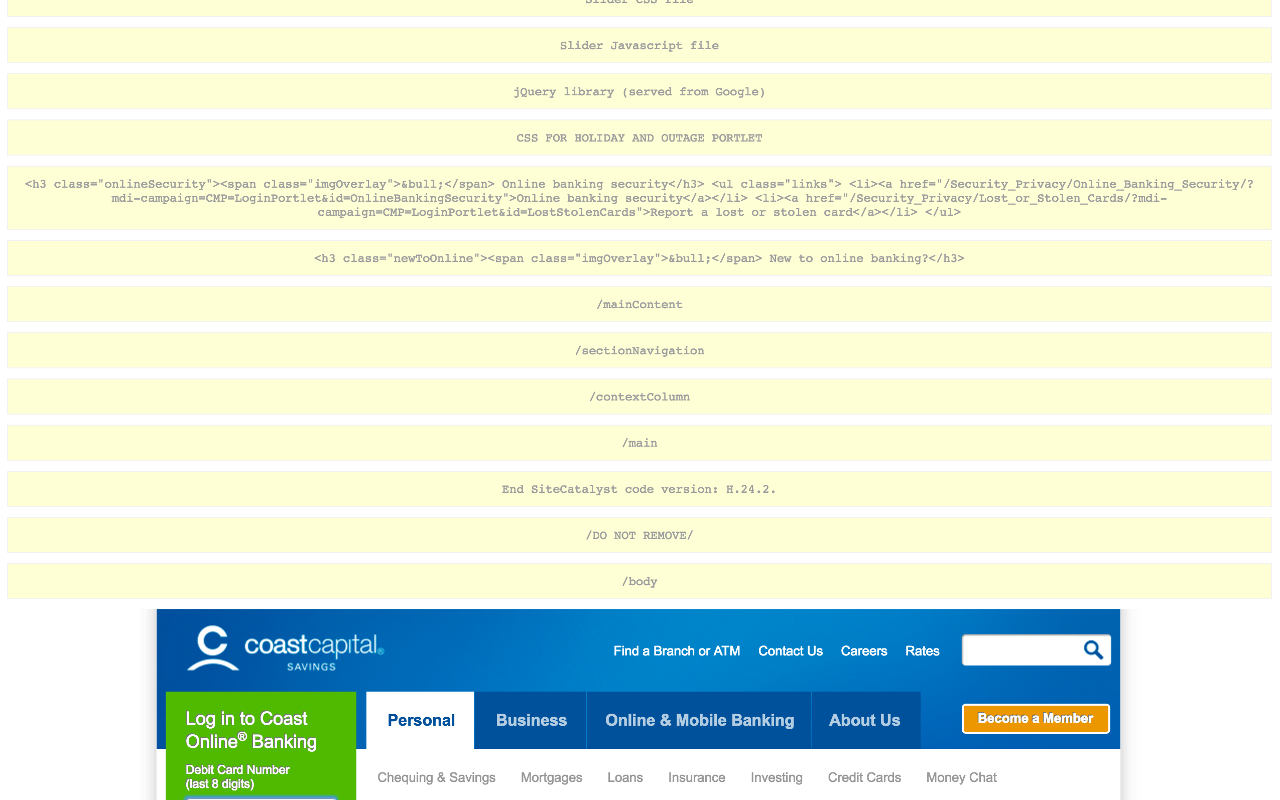 Slider CSS file
Slider Javascript file
jQuery library (served from Google)
CSS FOR HOLIDAY AND OUTAGE PORTLET
<h3 class="onlineSecurity"><span class="imgOverlay">&bull;</span> Online banking security</h3> <ul class="links"> <li><a href="/Security_Privacy/Online_Banking_Security/?
mdi-campaign=CMP=LoginPortlet&id=OnlineBankingSecurity">Online banking security</a></li> <li><a href="/Security_Privacy/Lost_or_Stolen_Cards/?mdi-
campaign=CMP=LoginPortlet&id=LostStolenCards">Report a lost or stolen card</a></li> </ul>
<h3 class="newToOnline"><span class="imgOverlay">&bull;</span> New to online banking?</h3>
/mainContent
/sectionNavigation
/contextColumn
/main
End SiteCatalyst code version: H.24.2.
/DO NOT REMOVE/
/body
coastcapital®
SAVINGS
Find a Branch or ATM Contact Us Careers Rates
Log in to Coast
Online® Banking
Personal Business Online & Mobile Banking About Us
Become a Member
Debit Card Number
(last 8 digits)
Chequing & Savings Mortgages Loans Insurance Investing Credit Cards Money Chat